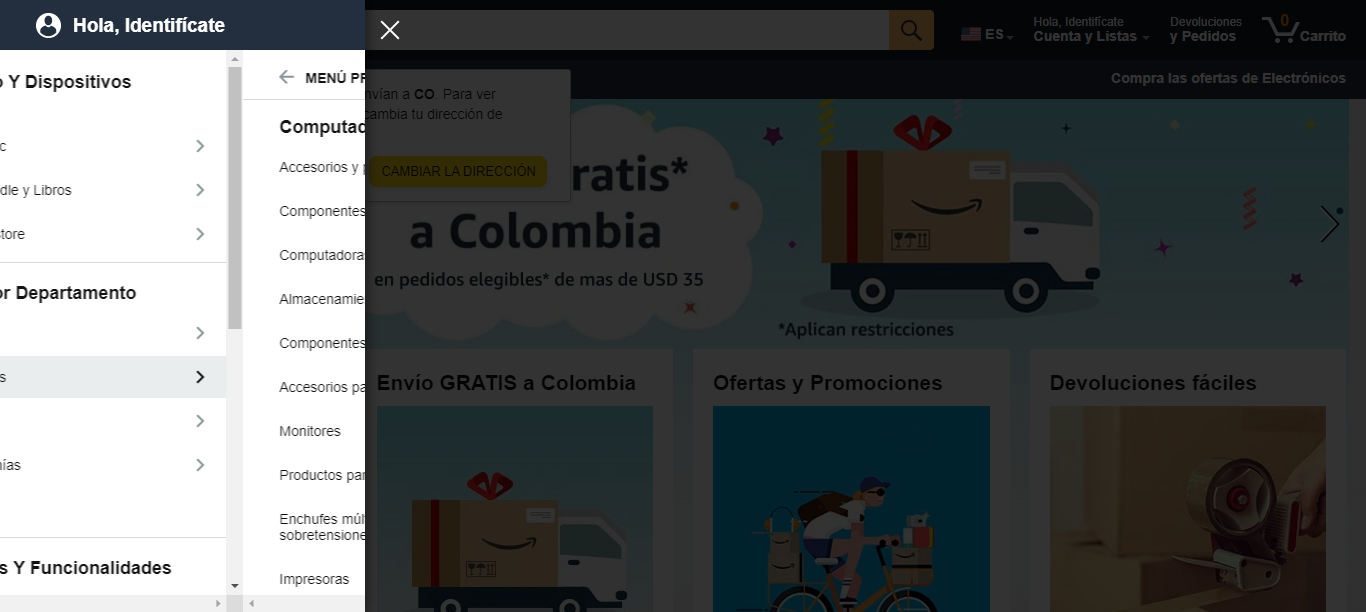 Hola, Identifícate
o Y Dispositivos
c
dle y Libros
store
or Departamento
s
nías
s Y Funcionalidades
MENÚ PR
Computad
Accesorios y p
Componentes
Computadora
Almacenamie
Componentes
Accesorios pa
Monitores
Productos par
Enchufes múl
sobretensione
Impresoras
ES
Hola, Identifícate
Cuenta y Listas
Devoluciones
y Pedidos
0
Carrito
Compra las ofertas de Electrónicos
nvían a CO. Para ver
cambia tu dirección de
CAMBIAR LA DIRECCIÓN
ratis*
a Colombia
en pedidos elegibles* de mas de USD 35
*Aplican restricciones
Envío GRATIS a Colombia
Ofertas y Promociones
Devoluciones fáciles